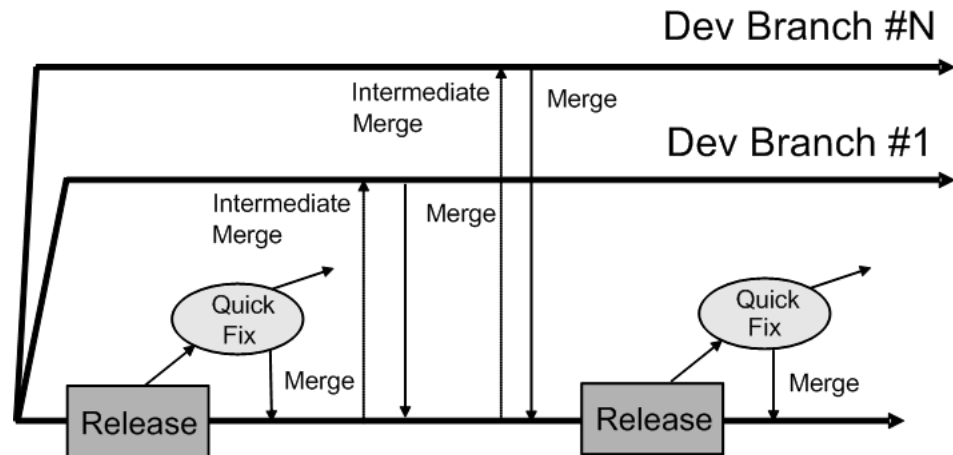 Dev Branch #N
Intermediate
Merge
Merge
Dev Branch #1
Intermediate
Merge
Merge
Quick
Fix
Merge
Release
Quick
Fix
Merge
Release